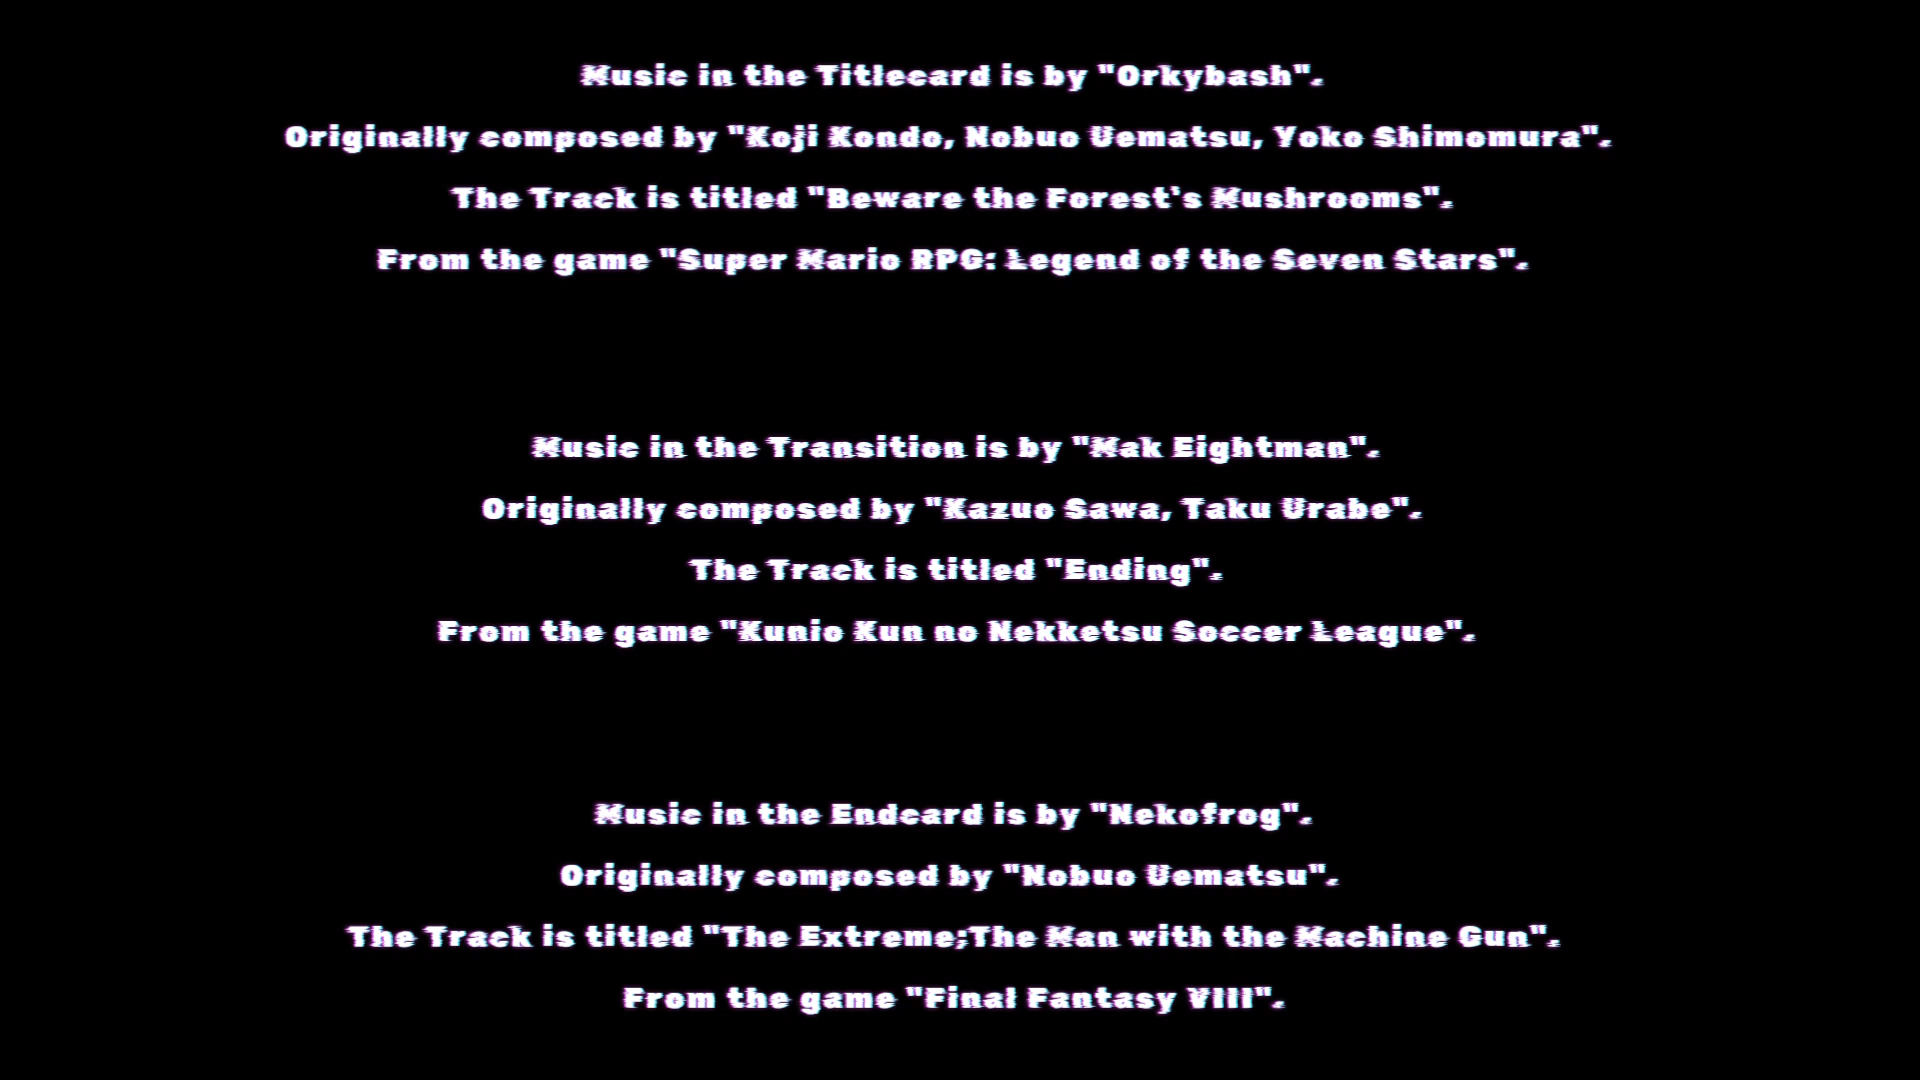 Music in the Titlecard is by "Orkybash".
Originally composed by "Koji Kondo, Nobuo Uematsu, Yoko Shimomura".
The Track is titled "Beware the Forest's Mushrooms".
From the game "Super Mario RPG: Legend of the Seven Stars".
Music in the Transition is by "Mak Eightman".
Originally composed by "Kazuo Sawa, Taku Urabe".
The Track is titled "Ending".
From the game "Kunio Kun no Nekketsu Soccer League".
Music in the Endcard is by "Nekofrog".
Originally composed by "Nobuo Uematsu".
The Track is titled "The Extreme;The Man with the Machine Gun".
From the game "Final Fantasy VIII".